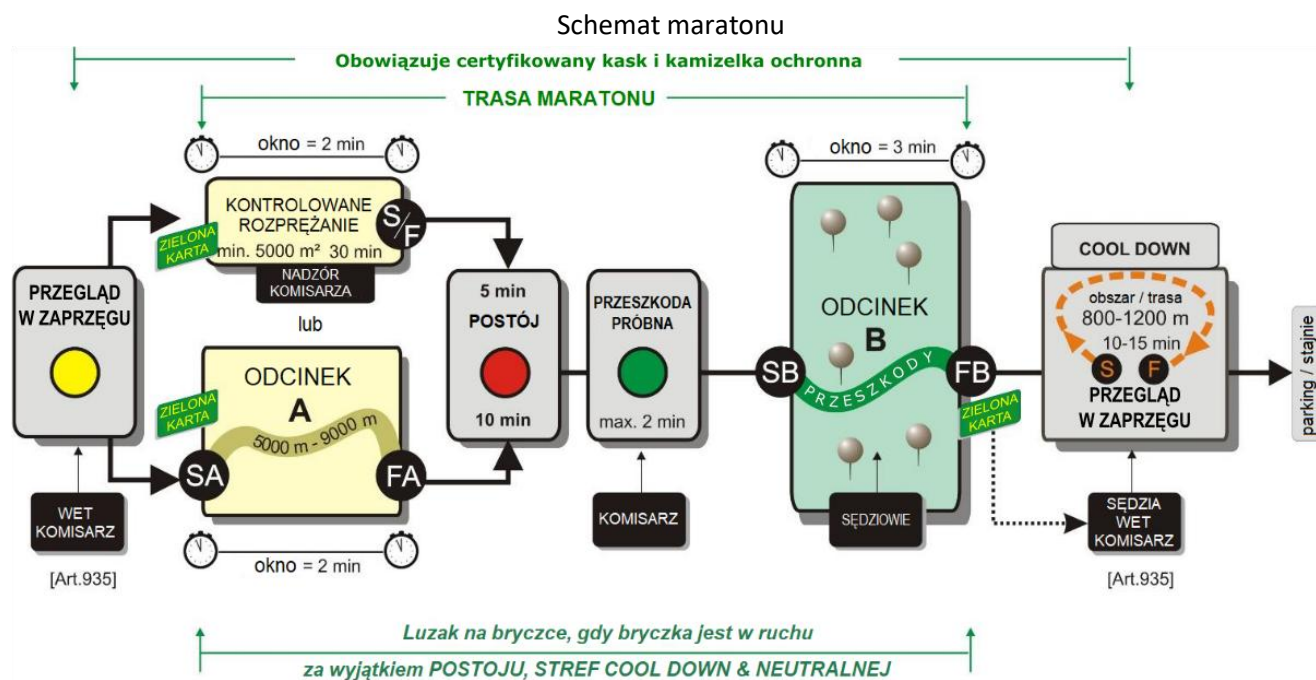 Schemat maratonu
Obowiązuje certyfikowany kask i kamizelka ochronna
TRASA MARATONU
okno = 2 min
okno = 3 min
PRZEGLĄD
W ZAPRZĘGU
WET
KOMISARZ
[Art.935]
ZIELONA
KARTA
KONTROLOWANE
ROZPRĘŻANIE
min. 5000 m² 30 min
S/F
NADZÓR
KOMISARZA
lub
ZIELONA
KARTA
ODCINEK
A
5000 m - 9000 m
SA
FA
okno = 2 min
5 min
POSTÓJ
10 min
PRZESZKODA
PRÓBNA
max. 2 min
KOMISARZ
ODCINEK
B
SB
PRZESZKODY
FB
SĘDZIOWIE
ZIELONA
KARTA
COOL DOWN
obszar / trasa
800-1200 m
10-15 min
S
F
PRZEGLĄD
W ZAPRZĘGU
SĘDZIA
WET
KOMISARZ
[Art.935]
parking / stajnie
Luzak na bryczce, gdy bryczka jest w ruchu
za wyjątkiem POSTOJU, STREF COOL DOWN & NEUTRALNEJ